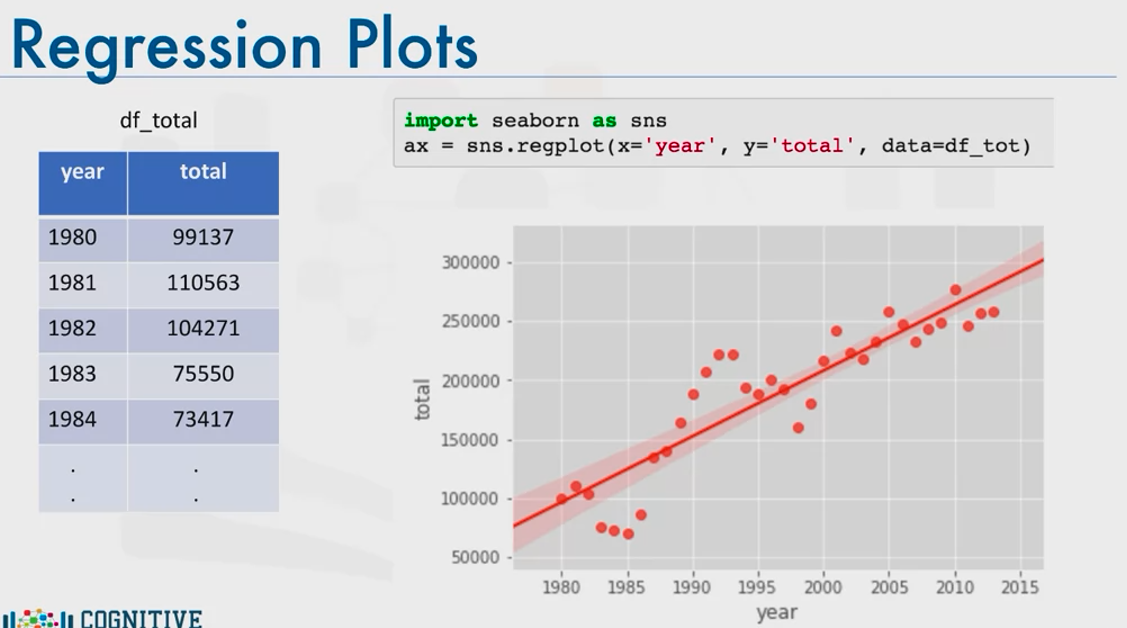 Regression Plots
df_total
year total
1980 99137
1981 110563
1982 104271
1983 75550
1984 73417
. .
. .
import seaborn as sns
ax = sns.regplot(x='year', y='total', data=df_tot)
300000
250000
200000
150000
100000
50000
total
1980 1985 1990 1995 2000 2005 2010 2015
year
COGNITIVE